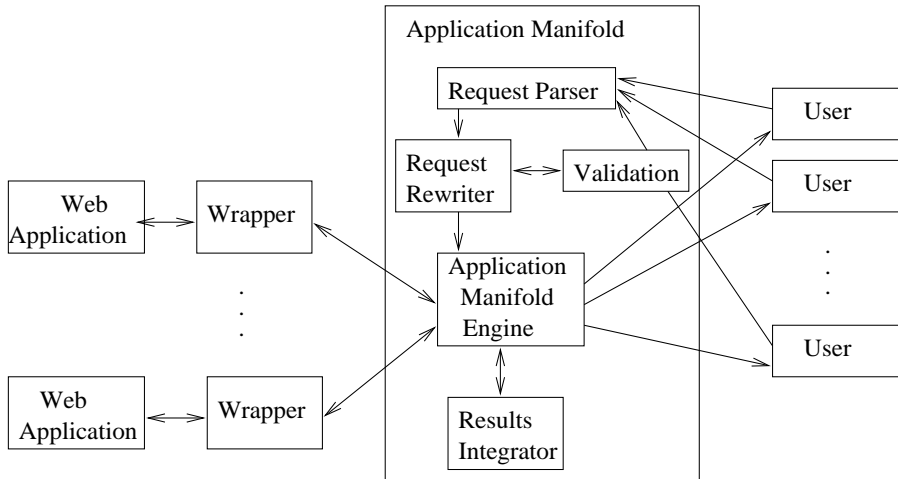 Application Manifold
Request Parser
User
Request
Rewriter
Validation
User
Web
Application
Wrapper
Application
Manifold
Engine
User
Web
Application
Wrapper
Results
Integrator